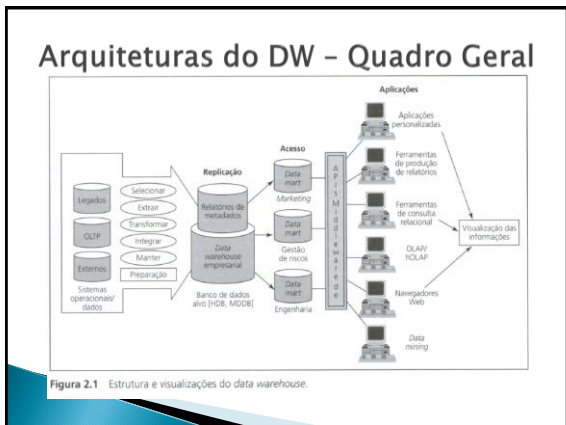 Arquiteturas do DW – Quadro Geral
Aplicações
Aplicações
personalizadas
Replicação
Acesso
Selecionar
Extrair
Transformar
Integrar
Manter
Preparação
Legados
OLTP
Externos
Sistemas
operacionais/
dados
Relatórios de
metadados
Data
warehouse
empresarial
Banco de dados
alvo [HDB, MDDB]
Data
mart
Marketing
Data
mart
Gestão
de riscos
Data
mart
Engenharia
APIs Middleware de
Ferramentas
de produção
de relatórios
Ferramentas
de consulta
relacional
OLAP/
hOLAP
Navegadores
Web
Data
mining
Visualização das
informações
Figura 2.1 Estrutura e visualizações do data warehouse.